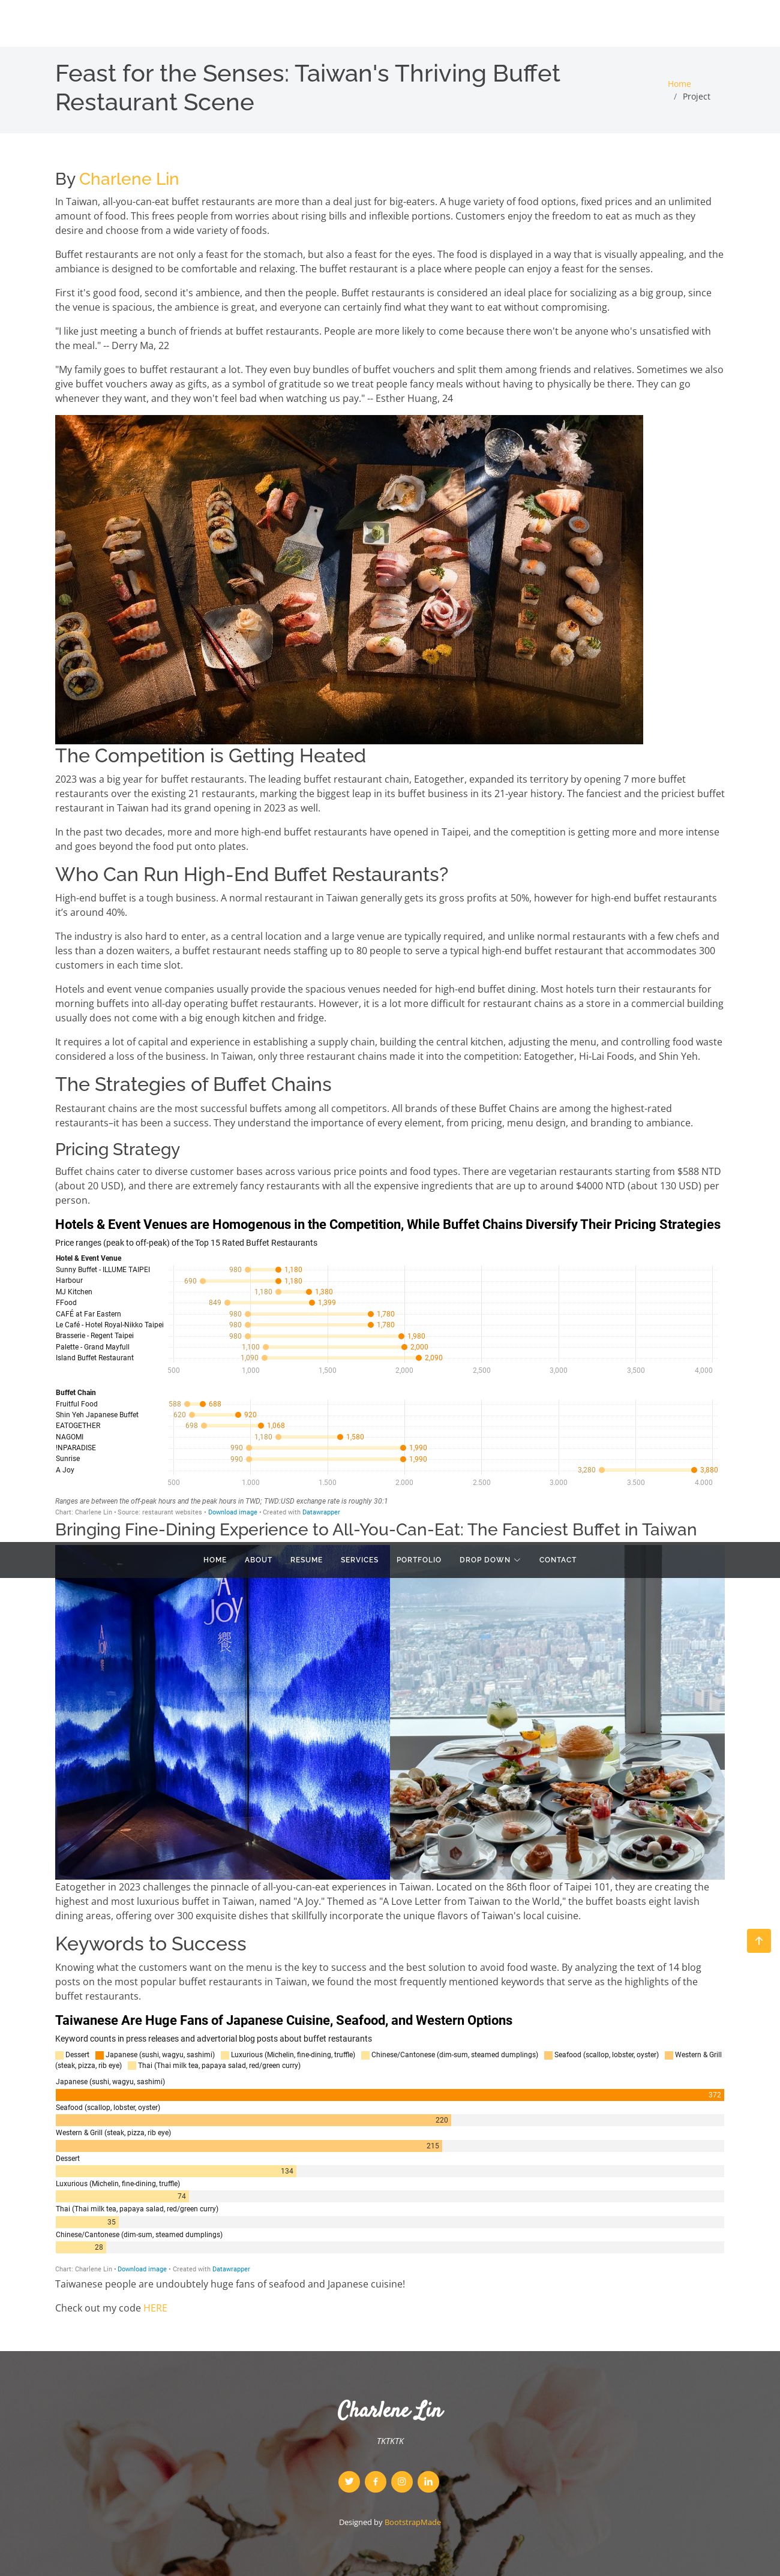 Feast for the Senses: Taiwan's Thriving Buffet
Restaurant Scene
Home
/ Project
By Charlene Lin
In Taiwan, all-you-can-eat buffet restaurants are more than a deal just for big-eaters. A huge variety of food options, fixed prices and an unlimited
amount of food. This frees people from worries about rising bills and inflexible portions. Customers enjoy the freedom to eat as much as they
desire and choose from a wide variety of foods.
Buffet restaurants are not only a feast for the stomach, but also a feast for the eyes. The food is displayed in a way that is visually appealing, and the
ambiance is designed to be comfortable and relaxing. The buffet restaurant is a place where people can enjoy a feast for the senses.
First it's good food, second it's ambience, and then the people. Buffet restaurants is considered an ideal place for socializing as a big group, since
the venue is spacious, the ambience is great, and everyone can certainly find what they want to eat without compromising.
"I like just meeting a bunch of friends at buffet restaurants. People are more likely to come because there won't be anyone who's unsatisfied with
the meal." -- Derry Ma, 22
"My family goes to buffet restaurant a lot. They even buy bundles of buffet vouchers and split them among friends and relatives. Sometimes we also
give buffet vouchers away as gifts, as a symbol of gratitude so we treat people fancy meals without having to physically be there. They can go
whenever they want, and they won't feel bad when watching us pay." -- Esther Huang, 24
The Competition is Getting Heated
2023 was a big year for buffet restaurants. The leading buffet restaurant chain, Eatogether, expanded its territory by opening 7 more buffet
restaurants over the existing 21 restaurants, marking the biggest leap in its buffet business in its 21-year history. The fanciest and the priciest buffet
restaurant in Taiwan had its grand opening in 2023 as well.
In the past two decades, more and more high-end buffet restaurants have opened in Taipei, and the comeptition is getting more and more intense
and goes beyond the food put onto plates.
Who Can Run High-End Buffet Restaurants?
High-end buffet is a tough business. A normal restaurant in Taiwan generally gets its gross profits at 50%, however for high-end buffet restaurants
it's around 40%.
The industry is also hard to enter, as a central location and a large venue are typically required, and unlike normal restaurants with a few chefs and
less than a dozen waiters, a buffet restaurant needs staffing up to 80 people to serve a typical high-end buffet restaurant that accommodates 300
customers in each time slot.
Hotels and event venue companies usually provide the spacious venues needed for high-end buffet dining. Most hotels turn their restaurants for
morning buffets into all-day operating buffet restaurants. However, it is a lot more difficult for restaurant chains as a store in a commercial building
usually does not come with a big enough kitchen and fridge.
It requires a lot of capital and experience in establishing a supply chain, building the central kitchen, adjusting the menu, and controlling food waste
considered a loss of the business. In Taiwan, only three restaurant chains made it into the competition: Eatogether, Hi-Lai Foods, and Shin Yeh.
The Strategies of Buffet Chains
Restaurant chains are the most successful buffets among all competitors. All brands of these Buffet Chains are among the highest-rated
restaurants–it has been a success. They understand the importance of every element, from pricing, menu design, and branding to ambiance.
Pricing Strategy
Buffet chains cater to diverse customer bases across various price points and food types. There are vegetarian restaurants starting from $588 NTD
(about 20 USD), and there are extremely fancy restaurants with all the expensive ingredients that are up to around $4000 NTD (about 130 USD) per
person.
Hotels & Event Venues are Homogenous in the Competition, While Buffet Chains Diversify Their Pricing Strategies
Price ranges (peak to off-peak) of the Top 15 Rated Buffet Restaurants
Hotel & Event Venue
Sunny Buffet - ILLUME TAIPEI 980 1,180
Harbour 690 1,180
MJ Kitchen 1,180 1,380
FFood 849 1,399
CAFÉ at Far Eastern 980 1,780
Le Café - Hotel Royal-Nikko Taipei 980 1,780
Brasserie - Regent Taipei 980 1,980
Palette - Grand Mayfull 1,100 2,000
Island Buffet Restaurant 1,090 2,090
500 1,000 1,500 2,000 2,500 3,000 3,500 4,000
Buffet Chain
Fruitful Food 588 688
Shin Yeh Japanese Buffet 620 920
EATOGETHER 698 1,068
NAGOMI 1,180 1,580
!NPARADISE 990 1,990
Sunrise 990 1,990
A Joy 3,280 3,880
500 1.000 1.500 2.000 2.500 3.000 3.500 4.000
Ranges are between the off-peak hours and the peak hours in TWD; TWD:USD exchange rate is roughly 30:1
Chart: Charlene Lin • Source: restaurant websites • Download image • Created with Datawrapper
Bringing Fine-Dining Experience to All-You-Can-Eat: The Fanciest Buffet in Taiwan
HOME ABOUT RESUME SERVICES PORTFOLIO DROP DOWN CONTACT
A
JOY
饗
Eatogether in 2023 challenges the pinnacle of all-you-can-eat experiences in Taiwan. Located on the 86th floor of Taipei 101, they are creating the
highest and most luxurious buffet in Taiwan, named "A Joy." Themed as "A Love Letter from Taiwan to the World," the buffet boasts eight lavish
dining areas, offering over 300 exquisite dishes that skillfully incorporate the unique flavors of Taiwan's local cuisine.
Keywords to Success
Knowing what the customers want on the menu is the key to success and the best solution to avoid food waste. By analyzing the text of 14 blog
posts on the most popular buffet restaurants in Taiwan, we found the most frequently mentioned keywords that serve as the highlights of the
buffet restaurants.
Taiwanese Are Huge Fans of Japanese Cuisine, Seafood, and Western Options
Keyword counts in press releases and advertorial blog posts about buffet restaurants
Dessert Japanese (sushi, wagyu, sashimi) Luxurious (Michelin, fine-dining, truffle) Chinese/Cantonese (dim-sum, steamed dumplings) Seafood (scallop, lobster, oyster) Western & Grill
(steak, pizza, rib eye) Thai (Thai milk tea, papaya salad, red/green curry)
Japanese (sushi, wagyu, sashimi)
372
Seafood (scallop, lobster, oyster)
220
Western & Grill (steak, pizza, rib eye)
215
Dessert
134
Luxurious (Michelin, fine-dining, truffle)
74
Thai (Thai milk tea, papaya salad, red/green curry)
35
Chinese/Cantonese (dim-sum, steamed dumplings)
28
Chart: Charlene Lin • Download image • Created with Datawrapper
Taiwanese people are undoubtely huge fans of seafood and Japanese cuisine!
Check out my code HERE
Charlene Lin
TKTKTK
Designed by BootstrapMade